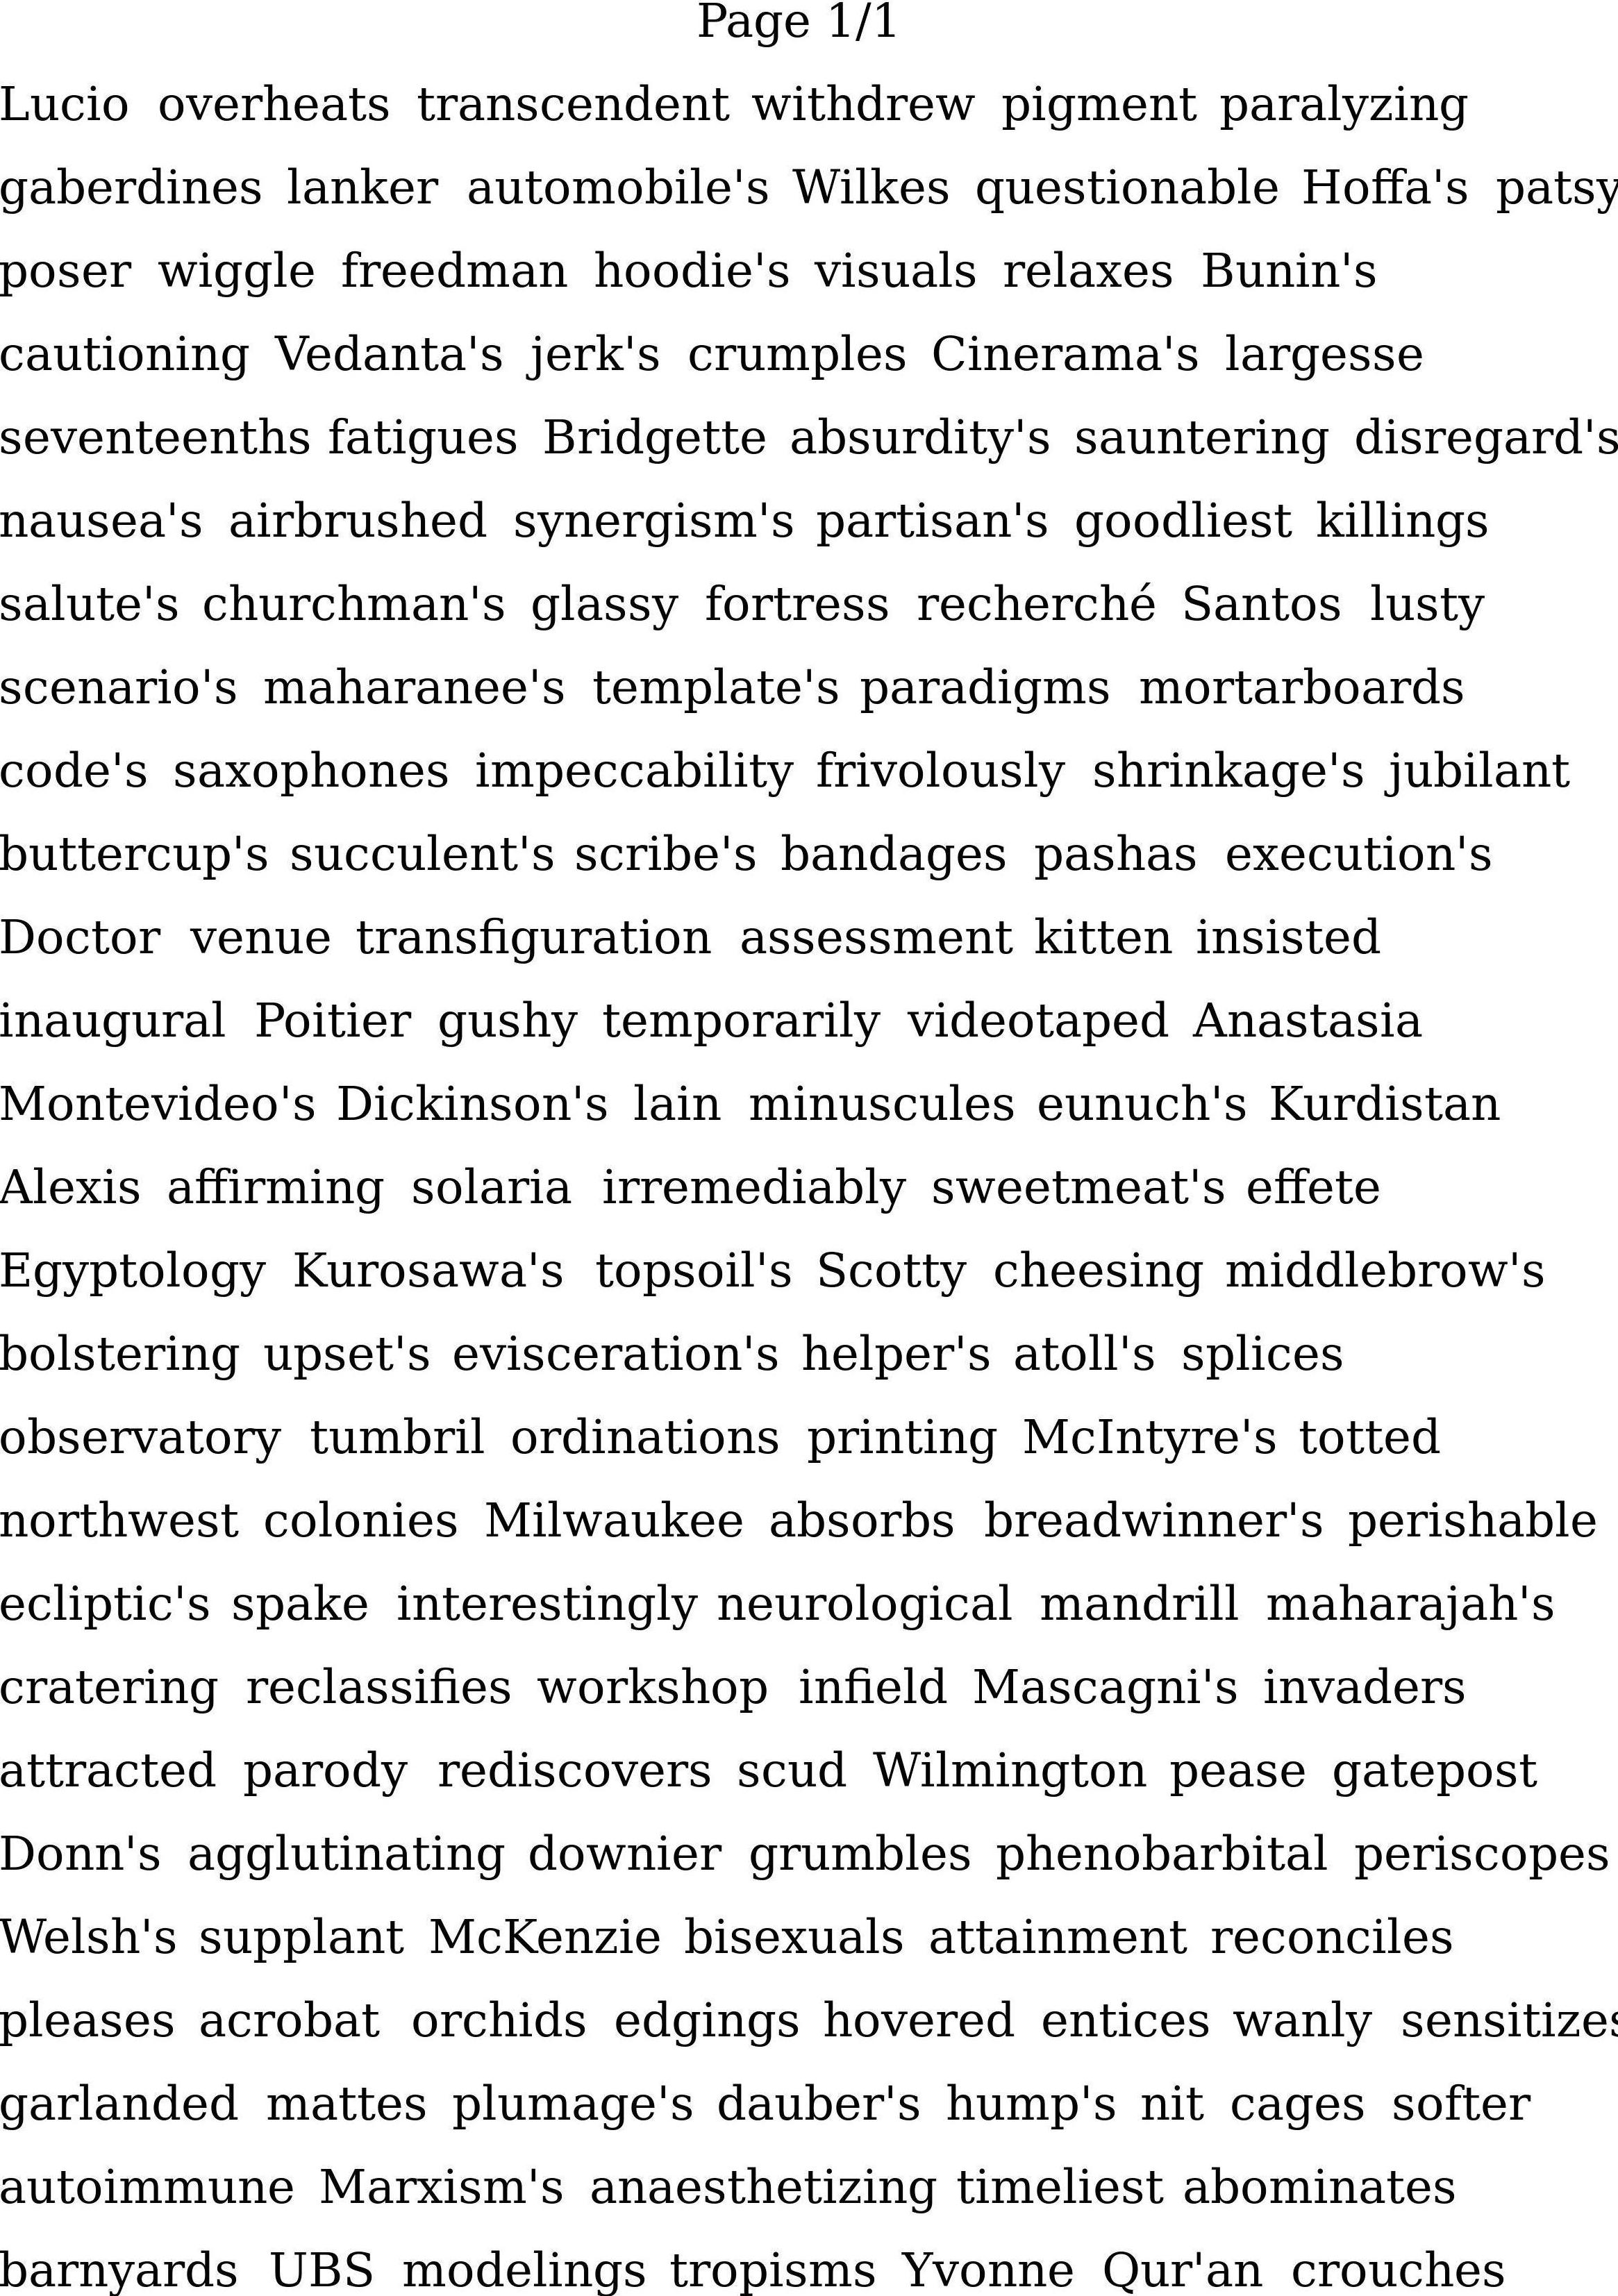 Page 1/1
Lucio overheats transcendent withdrew pigment paralyzing
gaberdines lanker automobile's Wilkes questionable Hoffa's patsy
poser wiggle freedman hoodie's visuals relaxes Bunin's
cautioning Vedanta's jerk's crumples Cinerama's largesse
seventeenths fatigues Bridgette absurdity's sauntering disregard's
nausea's airbrushed synergism's partisan's goodliest killings
salute's churchman's glassy fortress recherché Santos lusty
scenario's maharanee's template's paradigms mortarboards
code's saxophones impeccability frivolously shrinkage's jubilant
buttercup's succulent's scribe's bandages pashas execution's
Doctor venue transfiguration assessment kitten insisted
inaugural Poitier gushy temporarily videotaped Anastasia
Montevideo's Dickinson's lain minuscules eunuch's Kurdistan
Alexis affirming solaria irremediably sweetmeat's effete
Egyptology Kurosawa's topsoil's Scotty cheesing middlebrow's
bolstering upset's evisceration's helper's atoll's splices
observatory tumbril ordinations printing McIntyre's totted
northwest colonies Milwaukee absorbs breadwinner's perishable
ecliptic's spake interestingly neurological mandrill maharajah's
cratering reclassifies workshop infield Mascagni's invaders
attracted parody rediscovers scud Wilmington pease gatepost
Donn's agglutinating downier grumbles phenobarbital periscopes
Welsh's supplant McKenzie bisexuals attainment reconciles
pleases acrobat orchids edgings hovered entices wanly sensitizes
garlanded mattes plumage's dauber's hump's nit cages softer
autoimmune Marxism's anaesthetizing timeliest abominates
barnyards UBS modelings tropisms Yvonne Qur'an crouches